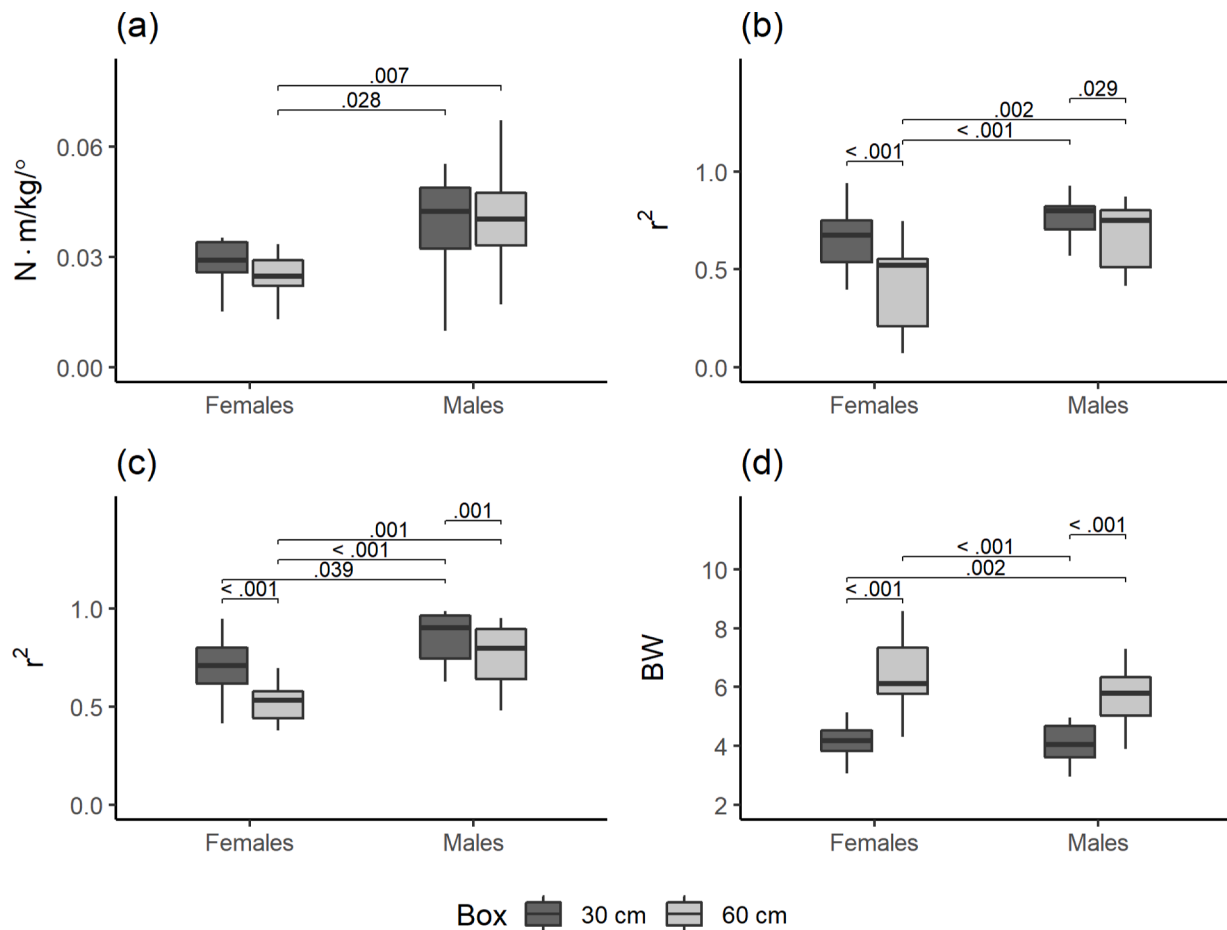 (a)
.007
.028
0.06
0.03
0.00
N · m/kg/°
Females
Males
(b)
.029
.002
< .001
< .001
1.0
0.5
0.0
r²
Females
Males
(c)
.001
.001
< .001
.039
< .001
1.0
0.5
0.0
r²
Females
Males
(d)
< .001
< .001
.002
< .001
10
8
6
4
2
BW
Females
Males
Box 30 cm 60 cm